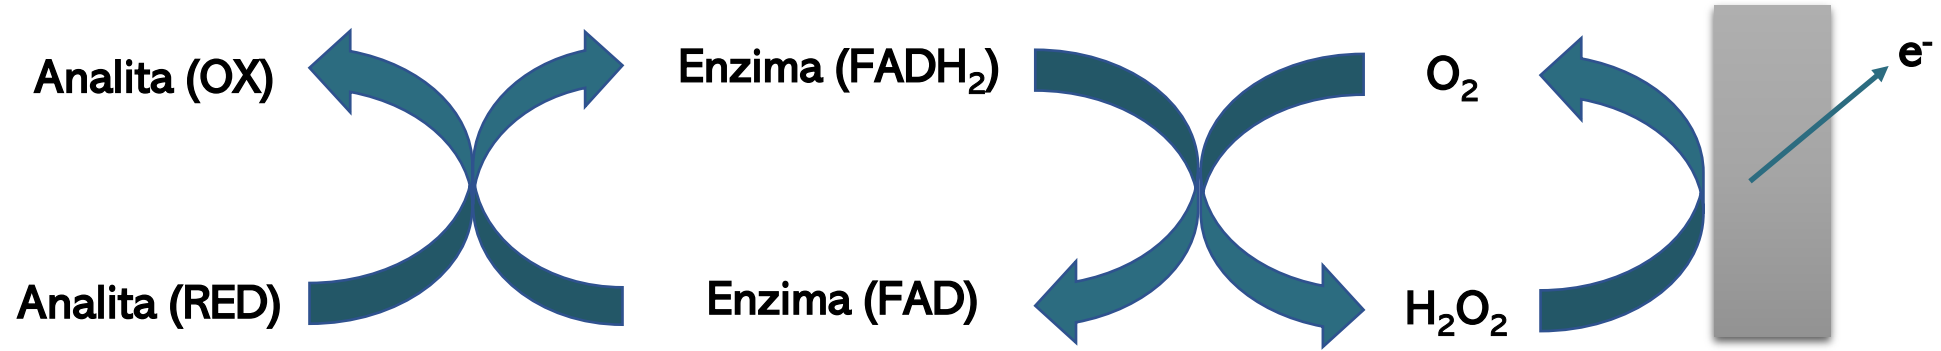 Analita (OX)
Enzima (FADH₂)
O₂
e⁻
Analita (RED)
Enzima (FAD)
H₂O₂